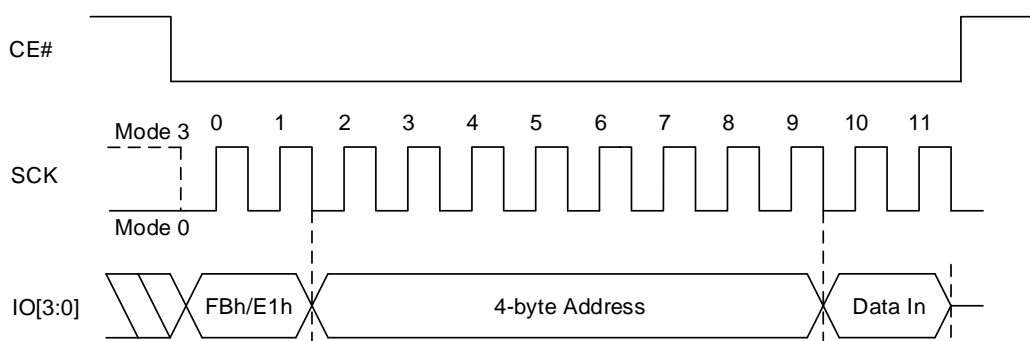 CE#
Mode 3 0 1 2 3 4 5 6 7 8 9 10 11
SCK
Mode 0
IO[3:0] FBh/E1h 4-byte Address Data In